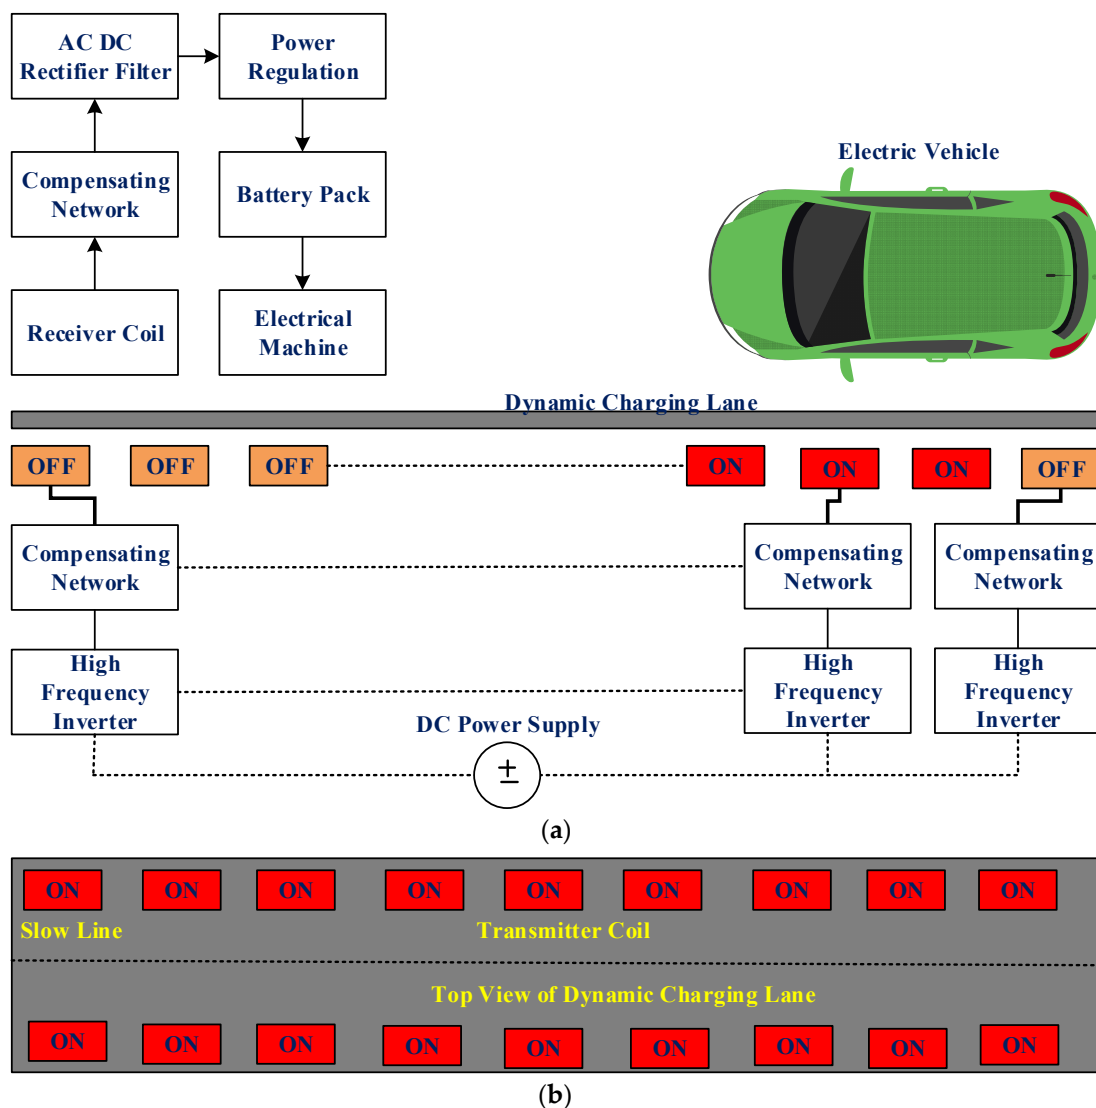 AC DC
Rectifier Filter
Power
Regulation
Compensating
Network
Battery Pack
Electric Vehicle
Receiver Coil
Electrical
Machine
Dynamic Charging Lane
OFF OFF OFF ON ON ON OFF
Compensating
Network
Compensating
Network
Compensating
Network
High
Frequency
Inverter
High
Frequency
Inverter
High
Frequency
Inverter
DC Power Supply
±
(a)
ON ON ON ON ON ON ON ON ON
Slow Line
Transmitter Coil
Top View of Dynamic Charging Lane
ON ON ON ON ON ON ON ON ON
(b)